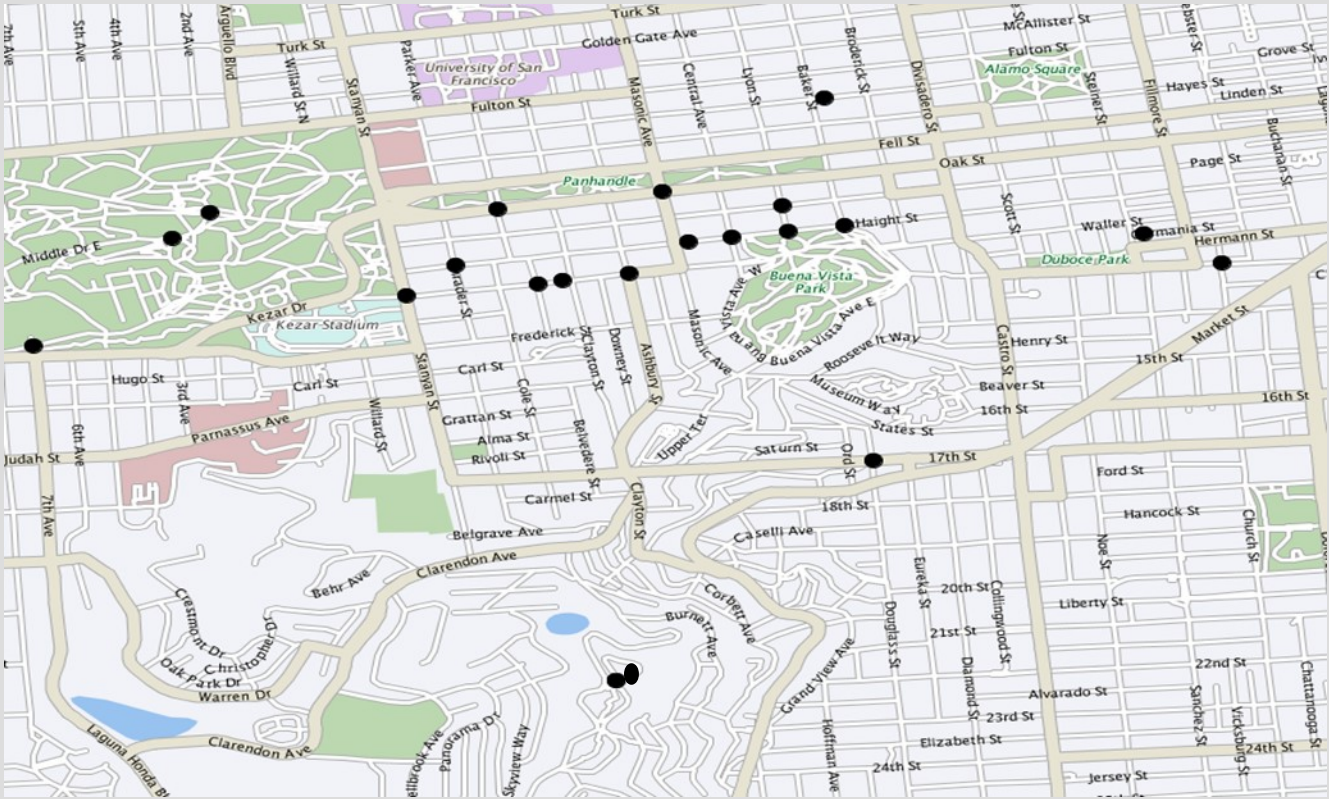 Turk St
McAllister St
7th Ave
5th Ave
4th Ave
2nd Ave
Arguello Blvd
Turk St
Willard St N
Parker Ave
Golden Gate Ave
Broderick St
Fulton St
Grove St
University of San
Francisco
Stanyan St
Masonic Ave
Central Ave
Lyon St
Baker St
Divisadero St
Alamo Square
Steiner St
Fillmore St
Hayes St
Linden St
Fulton St
Buchanan St
Fell St
Oak St
Page St
Panhandle
Scott St
Haight St
Waller St
Hermann St
Middle Dr E
Duboce Park
Buena Vista
Park
Kezar Dr
Kezar Stadium
Frederick
Clayton St
Downey St
Ashbury S
Masonic Ave
Buena Vista Ave E
Roosevelt Way
Castro St
Henry St
Market St
15th St
Hugo St
3rd Ave
Carl St
Stanyan St
Carl St
Cole St
Museum Way
Beaver St
16th St
16th St
Parnassus Ave
Willard St
Grattan St
Alma St
Rivoli St
Belvedere St
Upper Ter
States St
Saturn St
Ord St
17th St
Judah St
6th Ave
Ford St
7th Ave
Carmel St
Clayton St
18th St
Hancock St
Church St
Belgrave Ave
Caselli Ave
Noe St
Clarendon Ave
Behr Ave
Corbett Ave
Burnett Ave
Eureka St
20th St
Collingwood St
Liberty St
Crestmont Dr
Christopher Dr
Douglass St
21st St
Oak Park Dr
Warren Dr
Grand View Ave
Diamond St
22nd St
Alvarado St
Sanchez St
Chattanooga St
Vicksburg St
23rd St
Laguna Honda B
Clarendon Ave
Panorama Dr
Skyview Way
Hoffman Ave
Elizabeth St
24th St
24th St
Jersey St